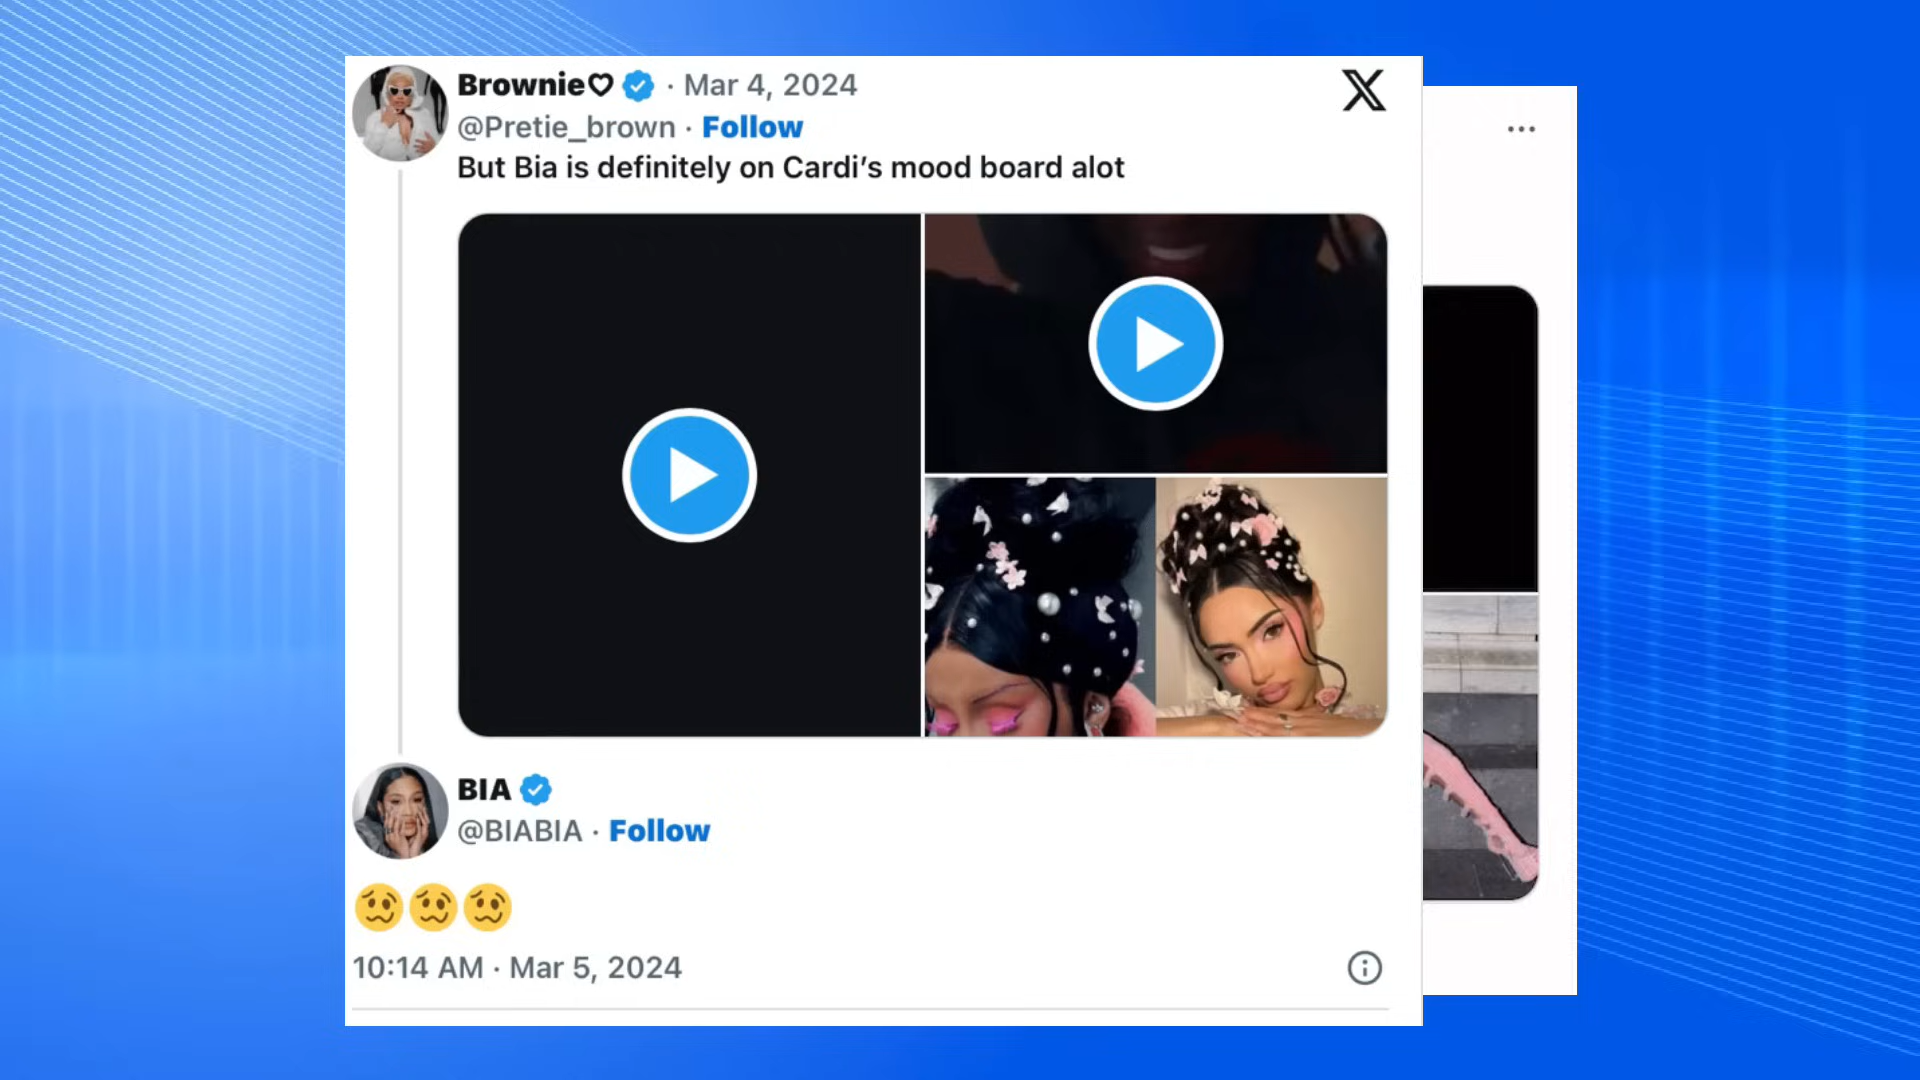 Brownie♡ · Mar 4, 2024
@Pretie_brown · Follow
But Bia is definitely on Cardi’s mood board alot
BIA
@BIABIA · Follow
🥴🥴🥴
10:14 AM · Mar 5, 2024